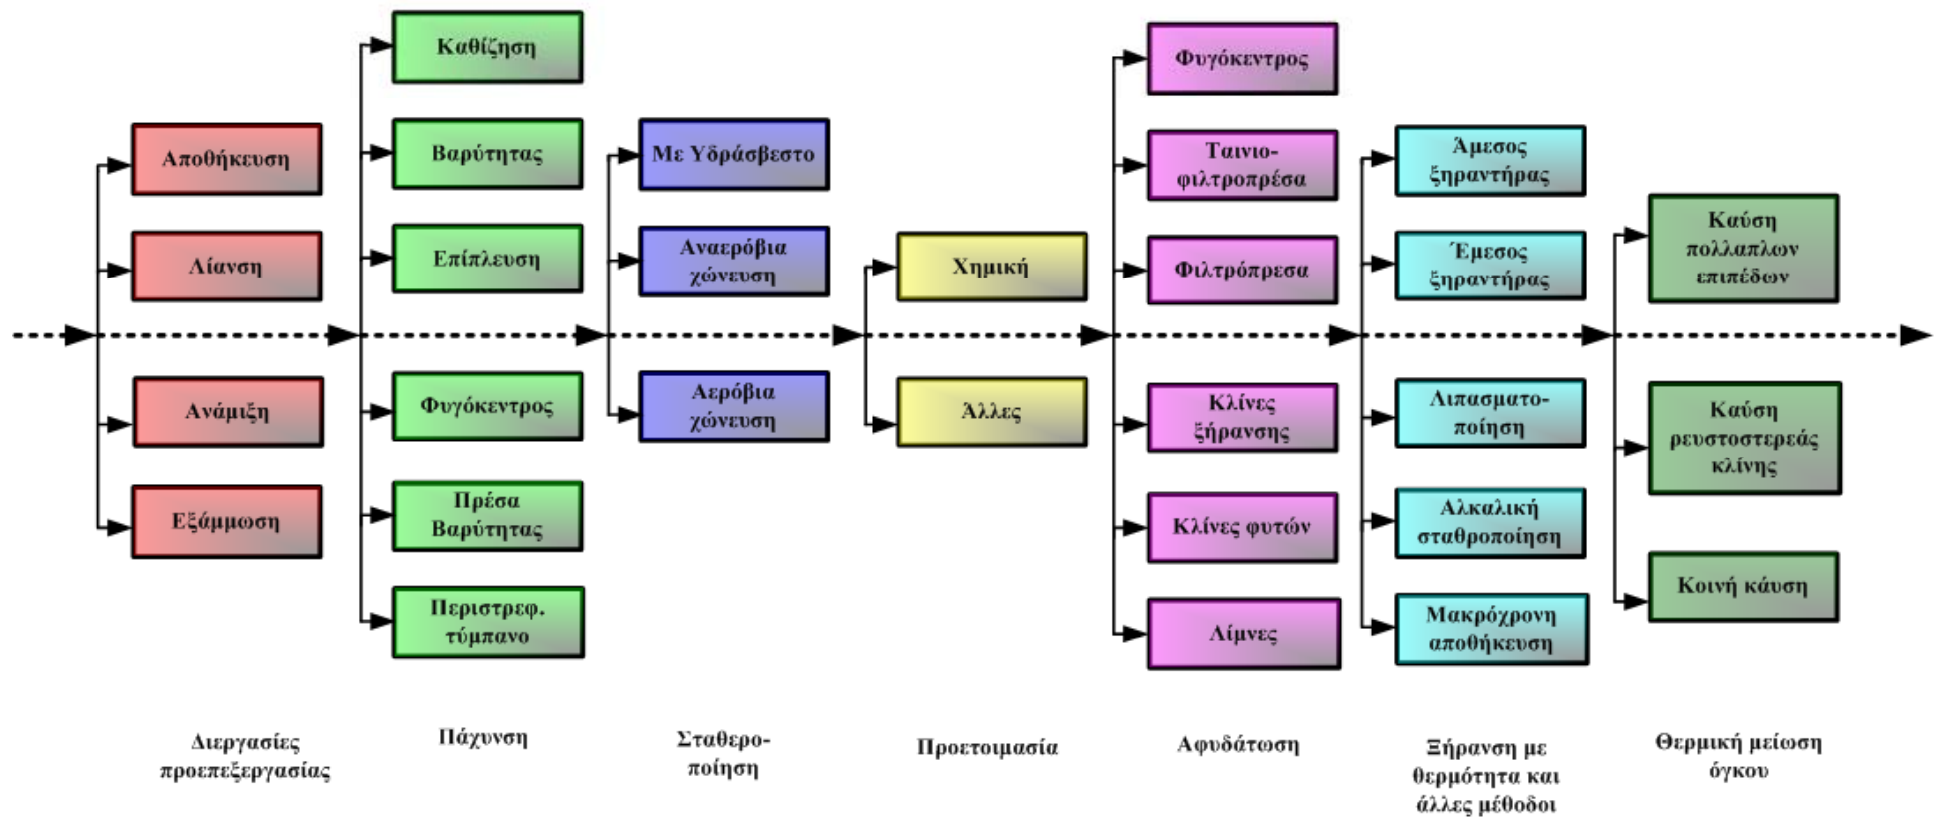 Αποθήκευση
Λίανση
Ανάμιξη
Εξάμμωση
Διεργασίες
προεπεξεργασίας
Καθίζηση
Βαρύτητας
Επίπλευση
Φυγόκεντρος
Πρέσα
Βαρύτητας
Περιστρεφ.
τύμπανο
Πάχυνση
Με Υδράσβεστο
Αναερόβια
χώνευση
Αερόβια
χώνευση
Σταθερο-
ποίηση
Χημική
Άλλες
Προετοιμασία
Φυγόκεντρος
Ταινιο-
φιλτροπρέσα
Φιλτρόπρεσα
Κλίνες
ξήρανσης
Κλίνες φυτών
Λίμνες
Αφυδάτωση
Άμεσος
ξηραντήρας
Έμεσος
ξηραντήρας
Λιπασματο-
ποίηση
Αλκαλική
σταθροποίηση
Μακρόχρονη
αποθήκευση
Ξήρανση με
θερμότητα και
άλλες μέθοδοι
Καύση
πολλαπλων
επιπέδων
Καύση
ρευστοστερεάς
κλίνης
Κοινή κάυση
Θερμική μείωση
όγκου